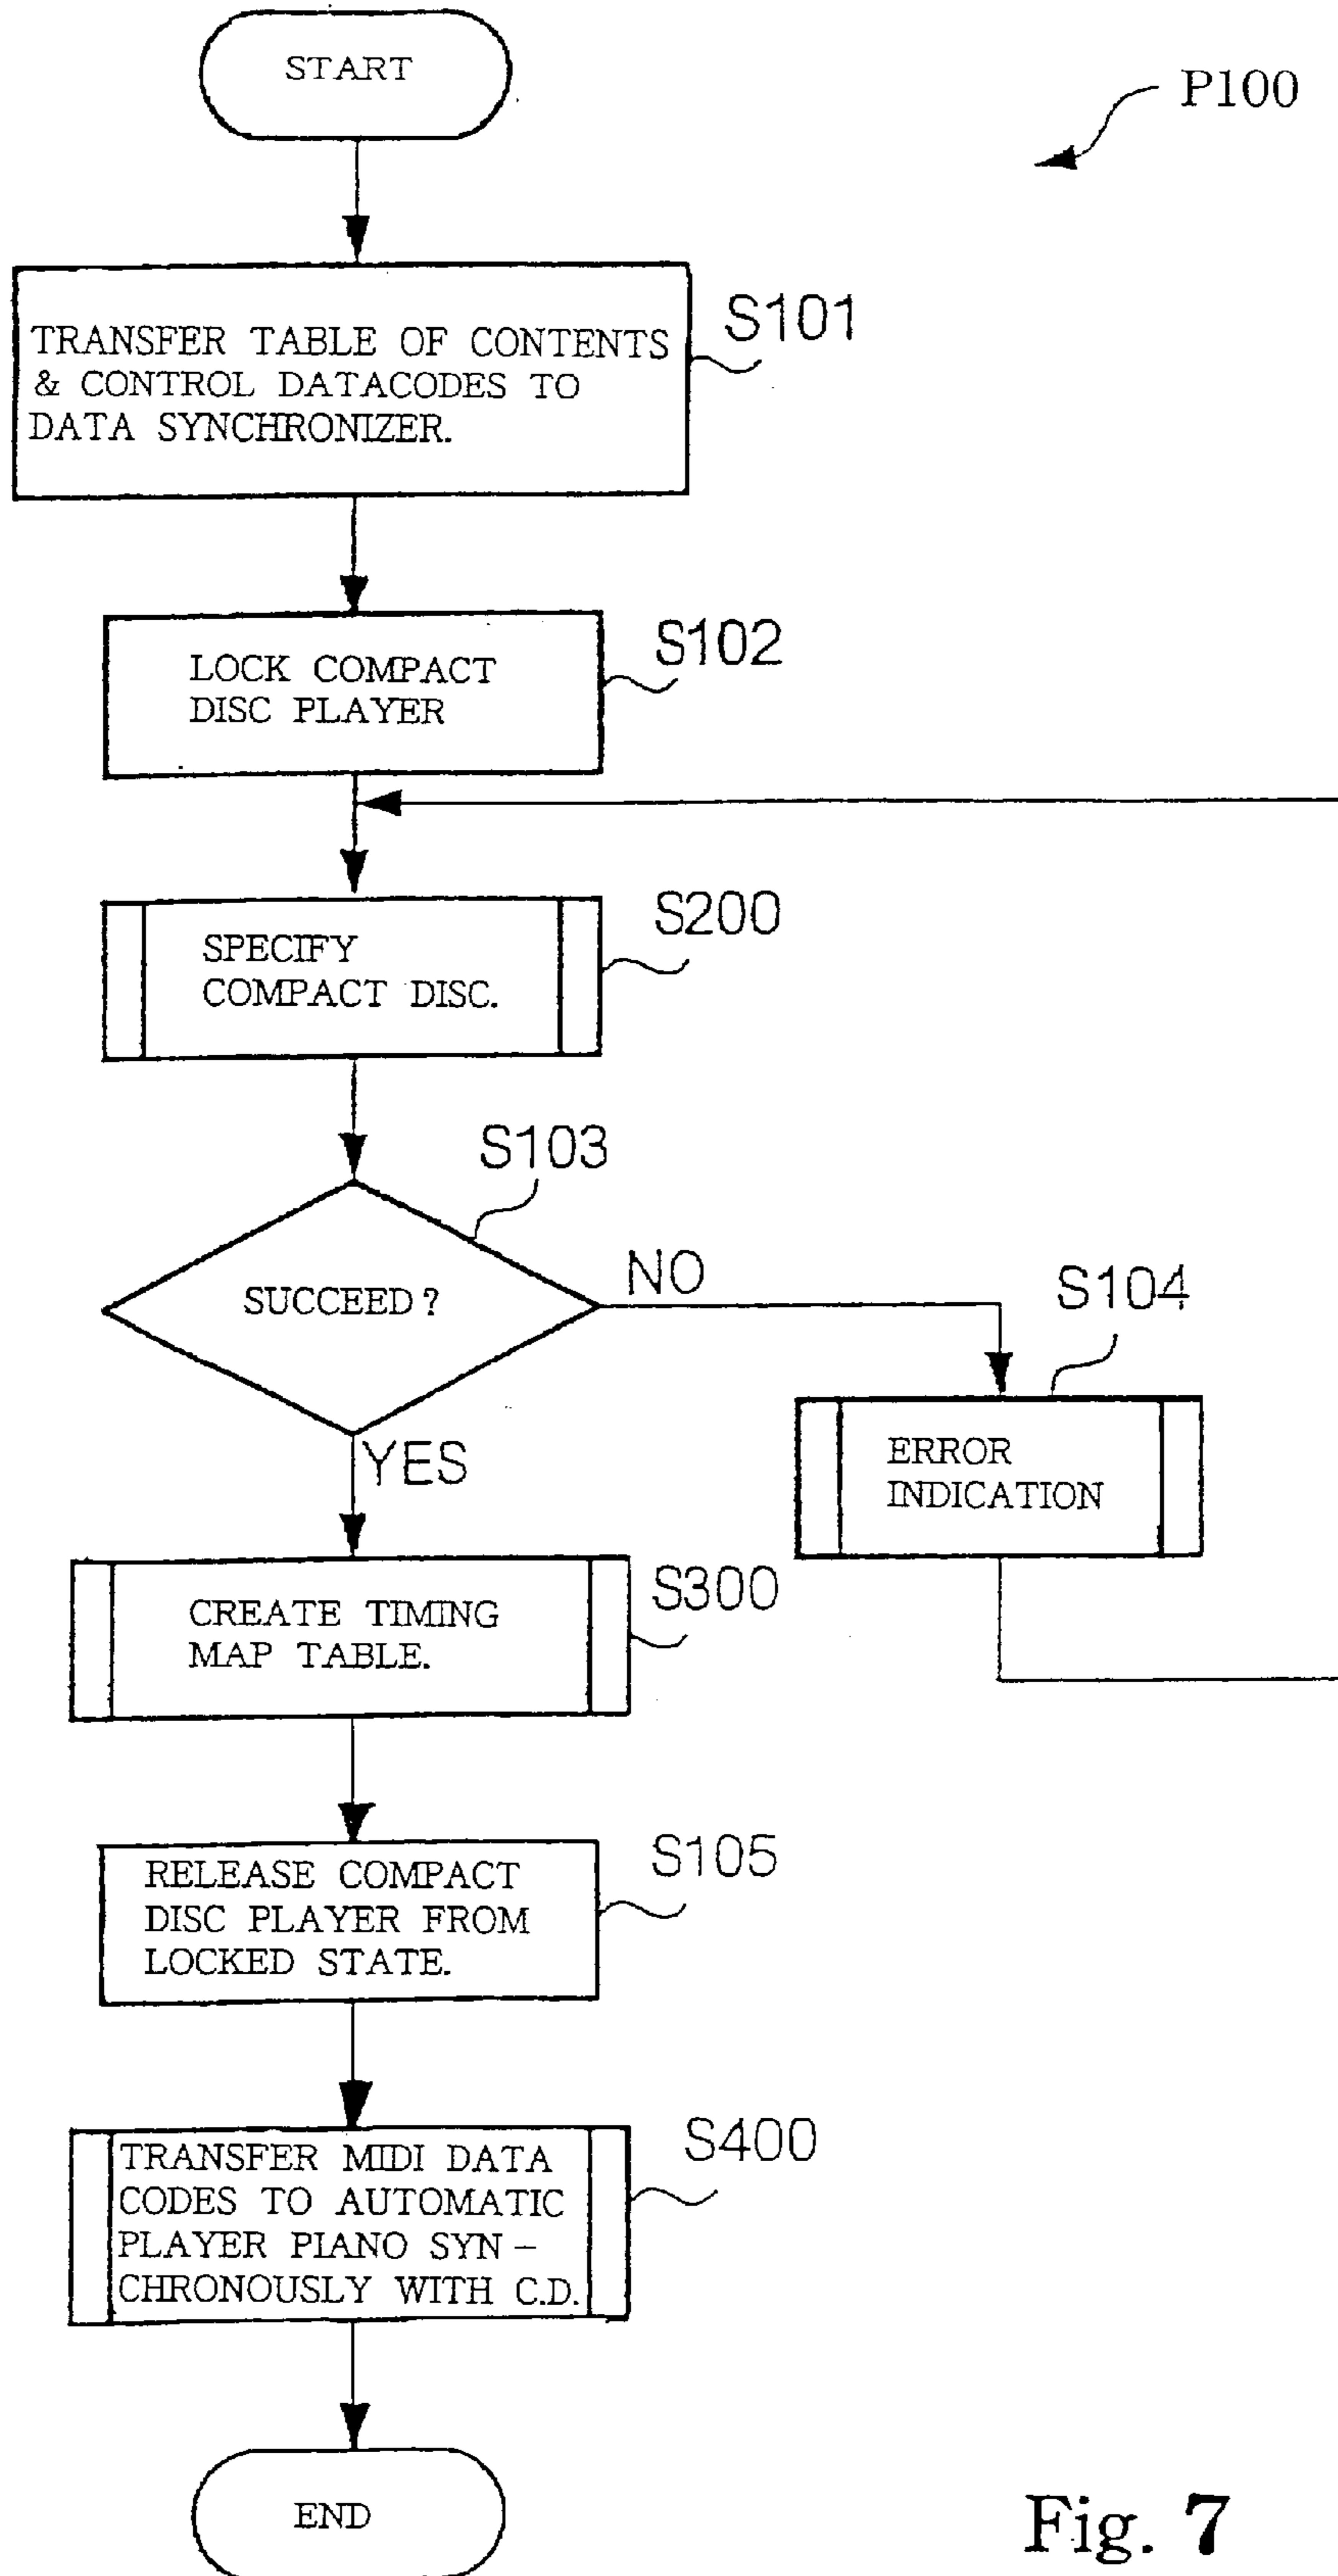 START
P100
TRANSFER TABLE OF CONTENTS
& CONTROL DATACODES TO
DATA SYNCHRONIZER.
S101
LOCK COMPACT
DISC PLAYER
S102
SPECIFY
COMPACT DISC.
S200
S103
SUCCEED?
NO
YES
S104
ERROR
INDICATION
CREATE TIMING
MAP TABLE.
S300
RELEASE COMPACT
DISC PLAYER FROM
LOCKED STATE.
S105
TRANSFER MIDI DATA
CODES TO AUTOMATIC
PLAYER PIANO SYN-
CHRONOUSLY WITH C.D.
S400
END
Fig. 7